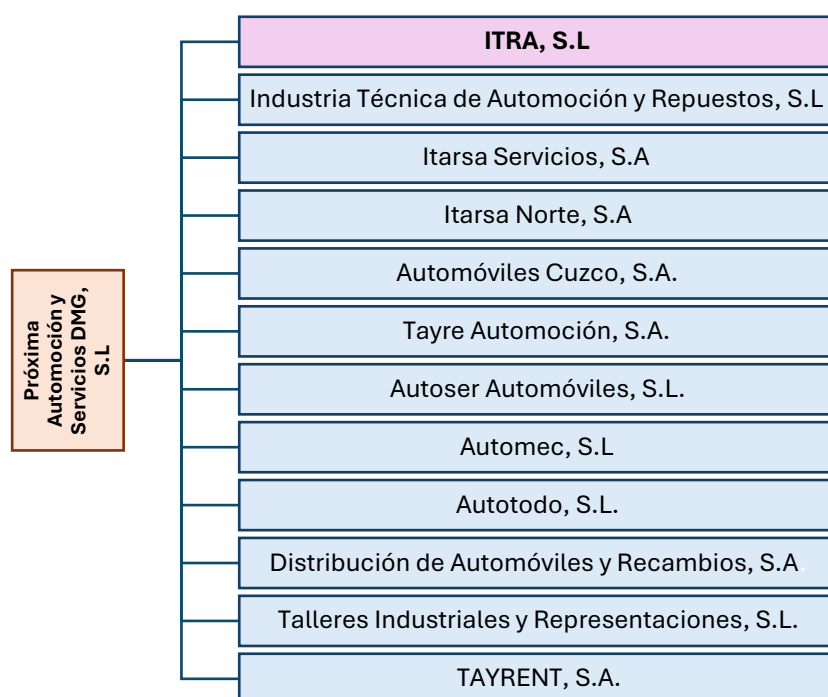 ITRA, S.L
Industria Técnica de Automoción y Repuestos, S.L
Itarsa Servicios, S.A
Itarsa Norte, S.A
Automóviles Cuzco, S.A.
Próxima
Automoción y
Servicios DMG,
S.L
Tayre Automoción, S.A.
Autoser Automóviles, S.L.
Automec, S.L
Autotodo, S.L.
Distribución de Automóviles y Recambios, S.A.
Talleres Industriales y Representaciones, S.L.
TAYRENT, S.A.